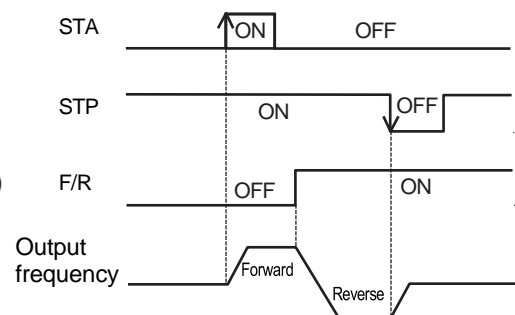 STA
ON
OFF
STP
ON
OFF
)
F/R
OFF
ON
Output
frequency
Forward
Reverse